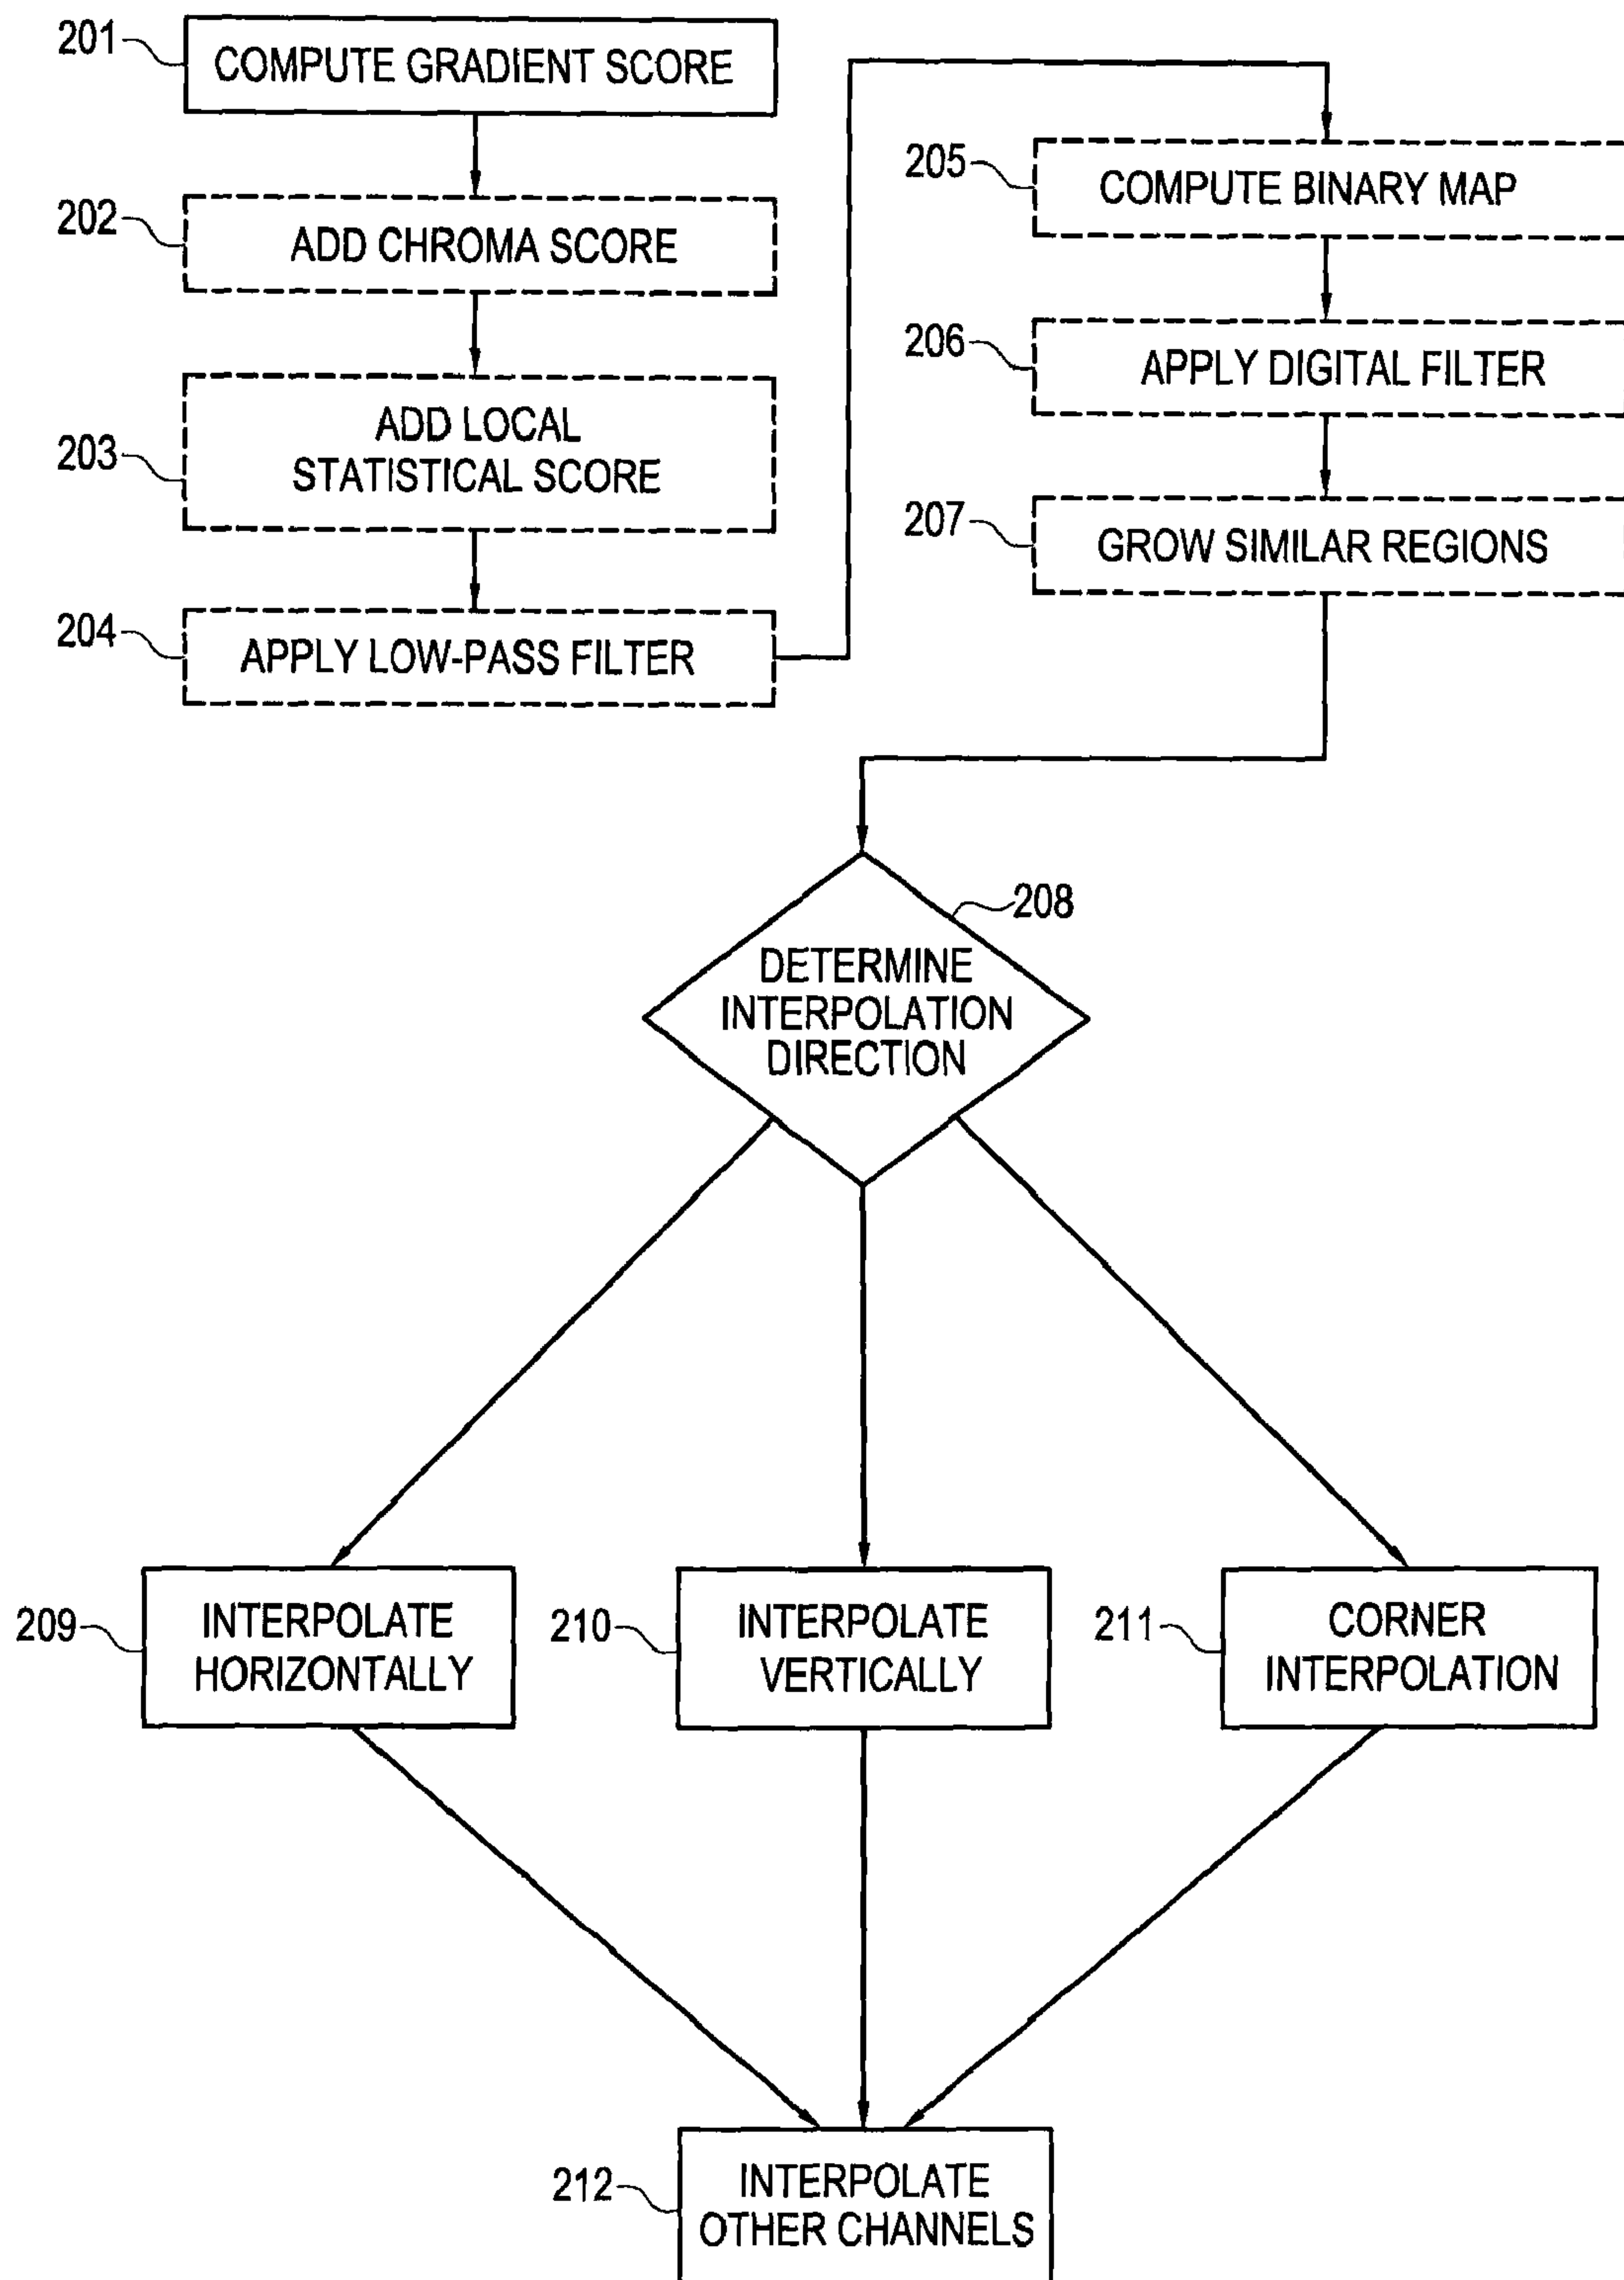 201
COMPUTE GRADIENT SCORE
202
ADD CHROMA SCORE
203
ADD LOCAL
STATISTICAL SCORE
204
APPLY LOW-PASS FILTER
205
COMPUTE BINARY MAP
206
APPLY DIGITAL FILTER
207
GROW SIMILAR REGIONS
208
DETERMINE
INTERPOLATION
DIRECTION
209
INTERPOLATE
HORIZONTALLY
210
INTERPOLATE
VERTICALLY
211
CORNER
INTERPOLATION
212
INTERPOLATE
OTHER CHANNELS